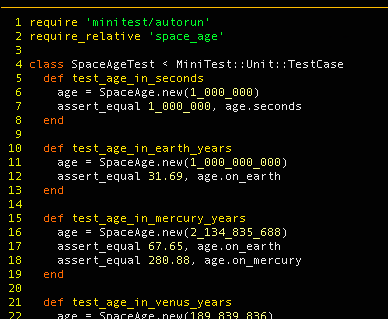 1 require 'minitest/autorun'
2 require_relative 'space_age'
3
4 class SpaceAgeTest < MiniTest::Unit::TestCase
5 def test_age_in_seconds
6 age = SpaceAge.new(1_000_000)
7 assert_equal 1_000_000, age.seconds
8 end
9
10 def test_age_in_earth_years
11 age = SpaceAge.new(1_000_000_000)
12 assert_equal 31.69, age.on_earth
13 end
14
15 def test_age_in_mercury_years
16 age = SpaceAge.new(2_134_835_688)
17 assert_equal 67.65, age.on_earth
18 assert_equal 280.88, age.on_mercury
19 end
20
21 def test_age_in_venus_years
22 age = SpaceAge.new(189_839_836)